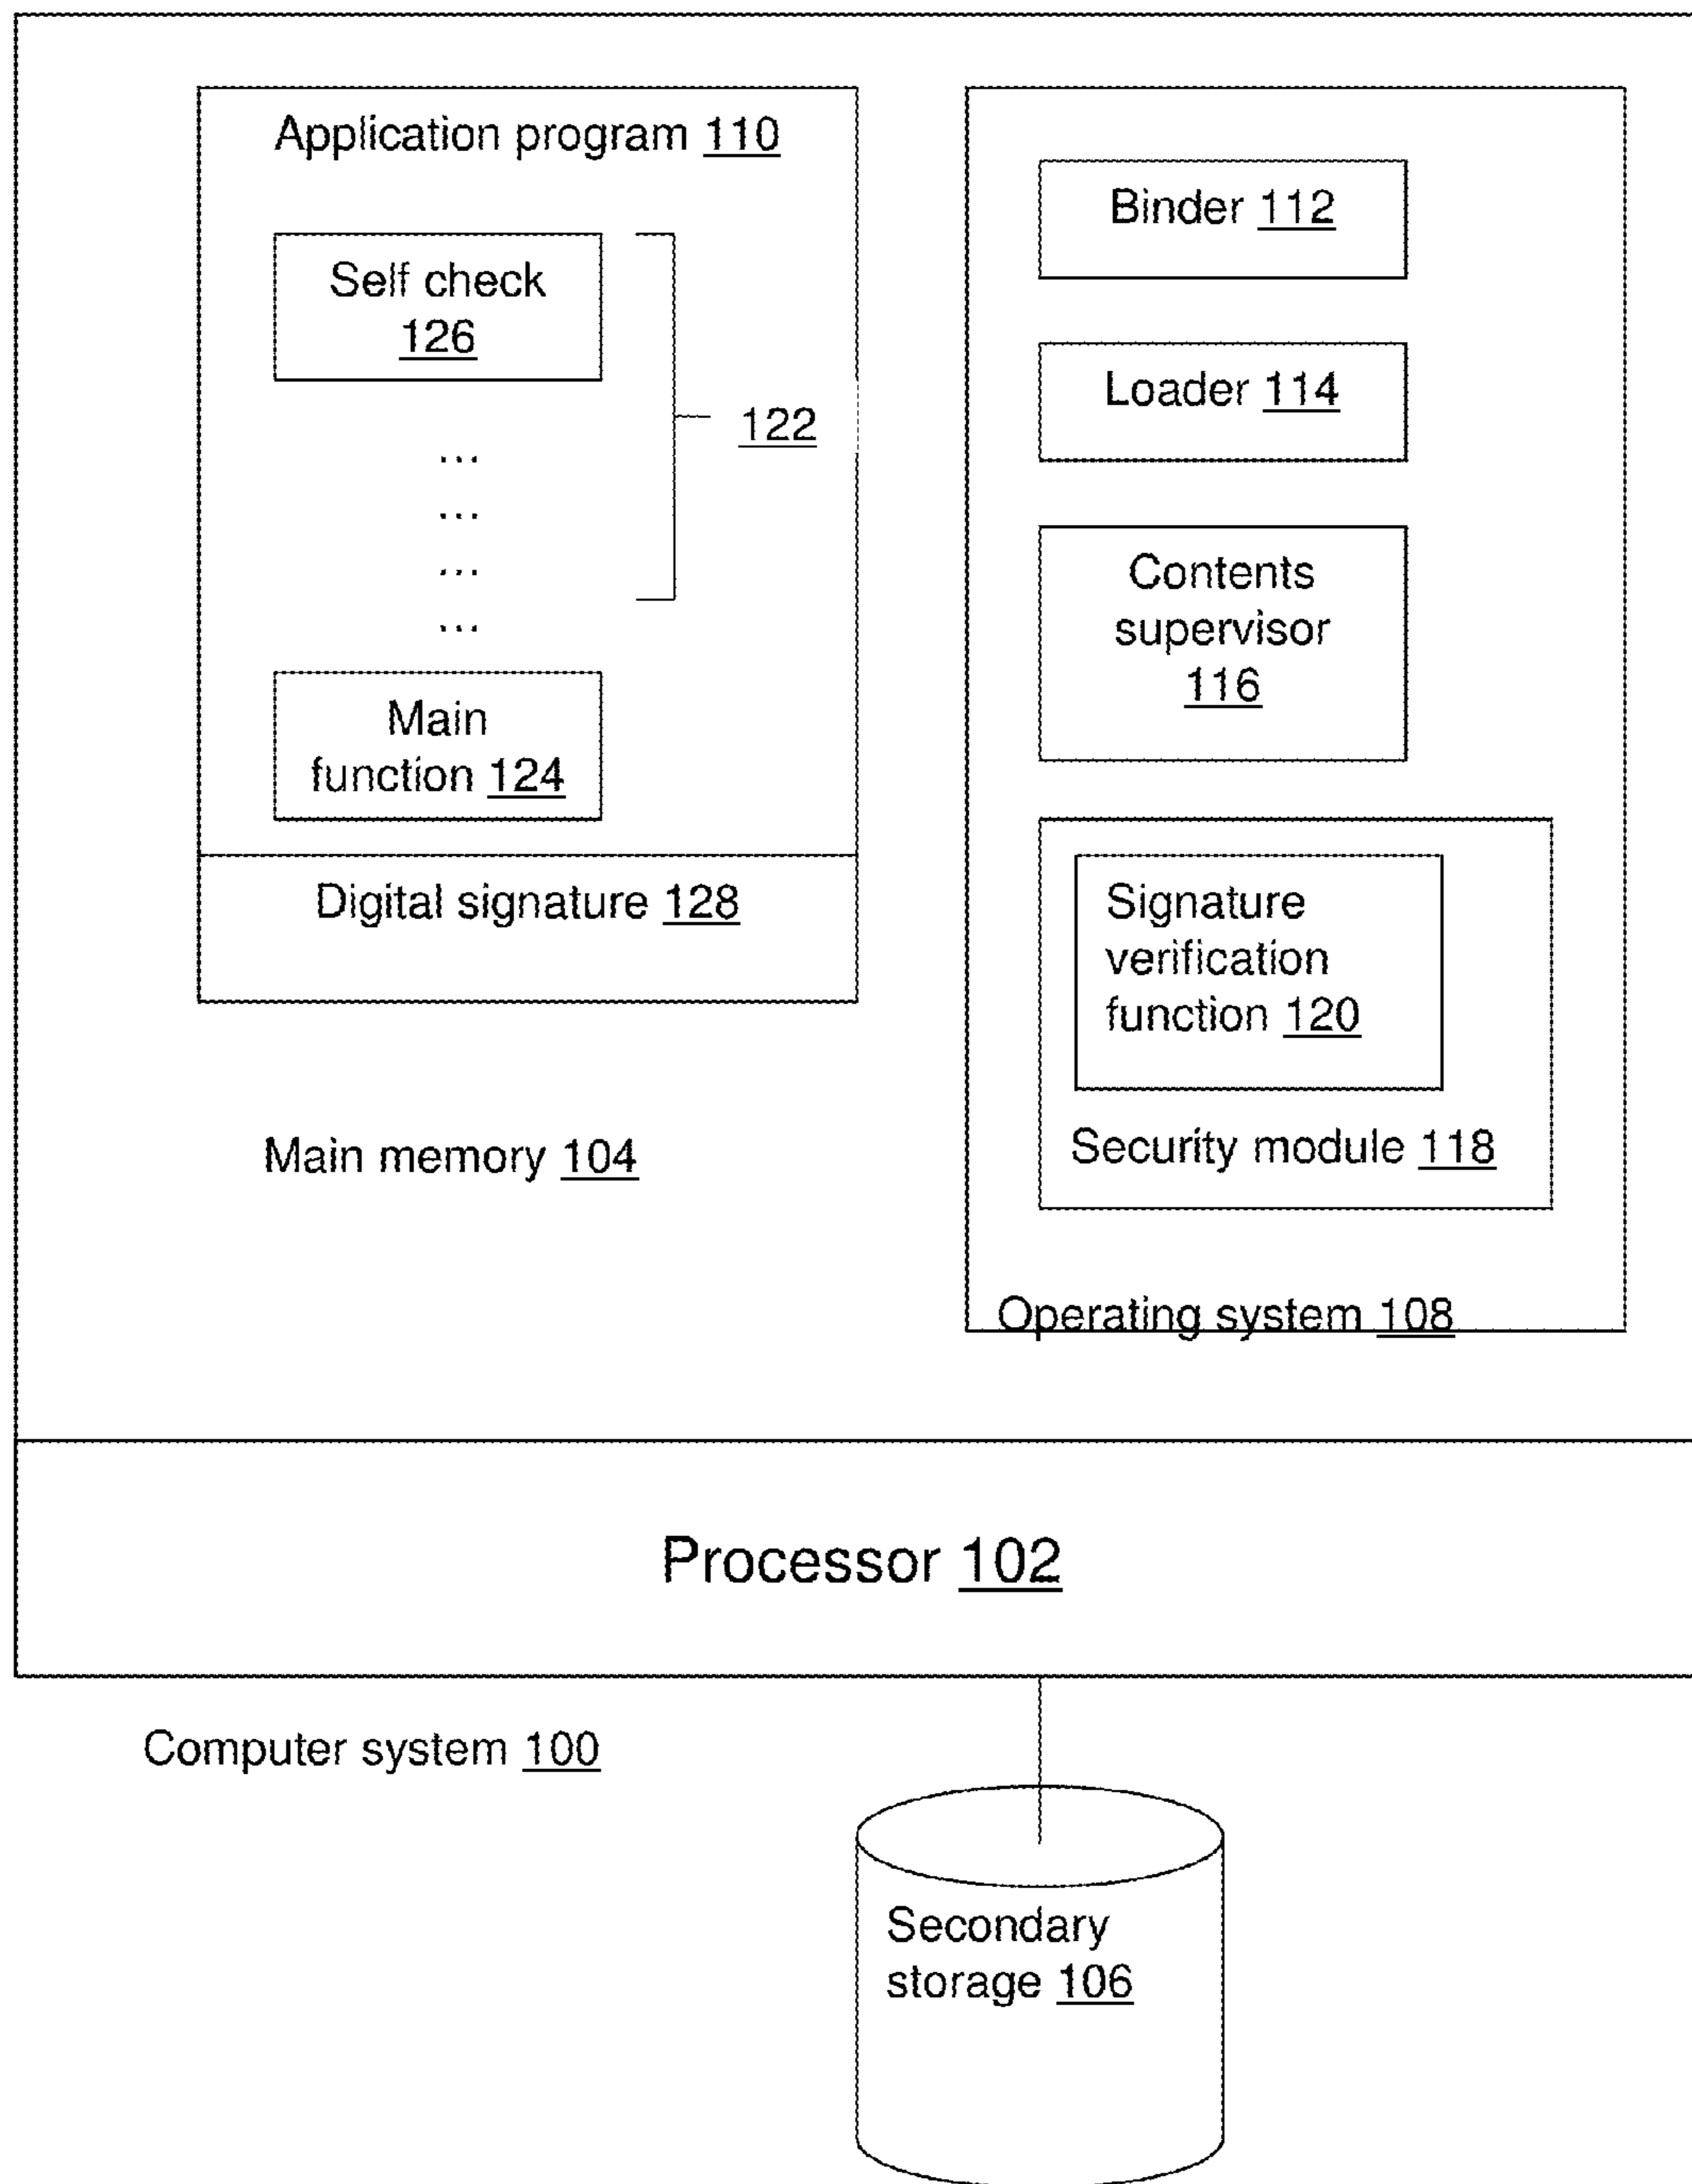 Application program 110
Self check
126
122
...
...
...
...
Main
function 124
Digital signature 128
Main memory 104
Binder 112
Loader 114
Contents
supervisor
116
Signature
verification
function 120
Security module 118
Operating system 108
Processor 102
Computer system 100
Secondary
storage 106